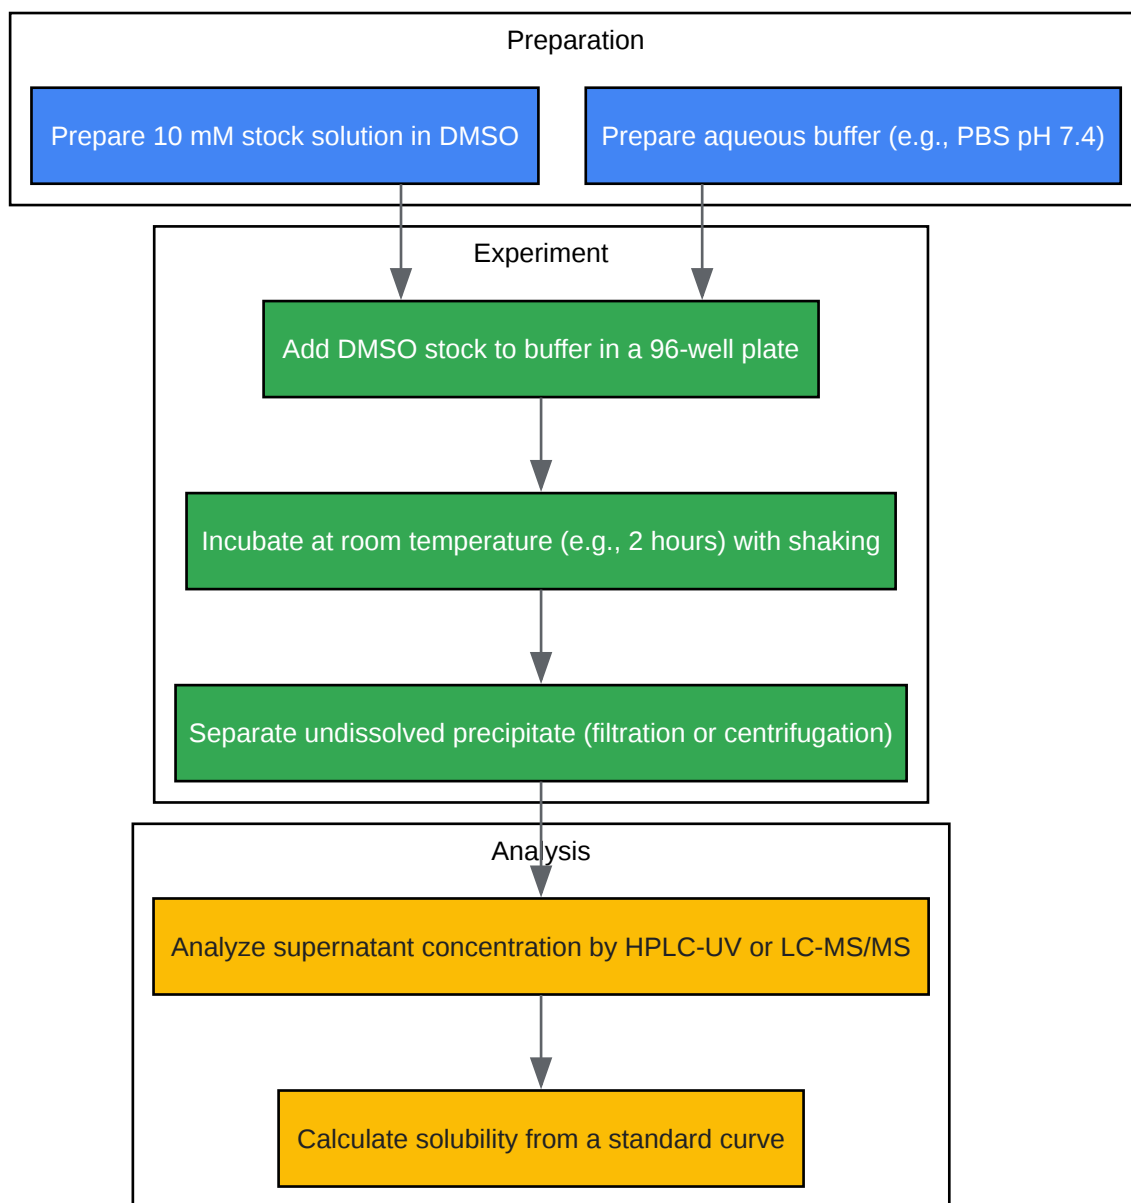 Preparation
Prepare 10 mM stock solution in DMSO
Prepare aqueous buffer (e.g., PBS pH 7.4)
Experiment
Add DMSO stock to buffer in a 96-well plate
Incubate at room temperature (e.g., 2 hours) with shaking
Separate undissolved precipitate (filtration or centrifugation)
Analysis
Analyze supernatant concentration by HPLC-UV or LC-MS/MS
Calculate solubility from a standard curve